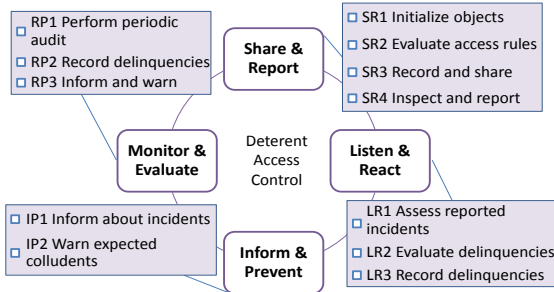 RP1 Perform periodic
audit
RP2 Record delinquencies
RP3 Inform and warn
Share &
Report
SR1 Initialize objects
SR2 Evaluate access rules
SR3 Record and share
SR4 Inspect and report
Monitor &
Evaluate
Deterent
Access
Control
Listen &
React
IP1 Inform about incidents
IP2 Warn expected
colludents
Inform &
Prevent
LR1 Assess reported
incidents
LR2 Evaluate delinquencies
LR3 Record delinquencies